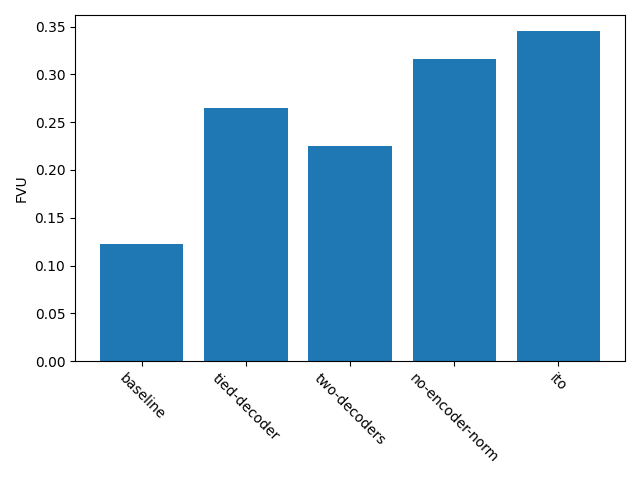 FVU
0.35
0.30
0.25
0.20
0.15
0.10
0.05
0.00
baseline
tied-decoder
two-decoders
no-encoder-norm
ito